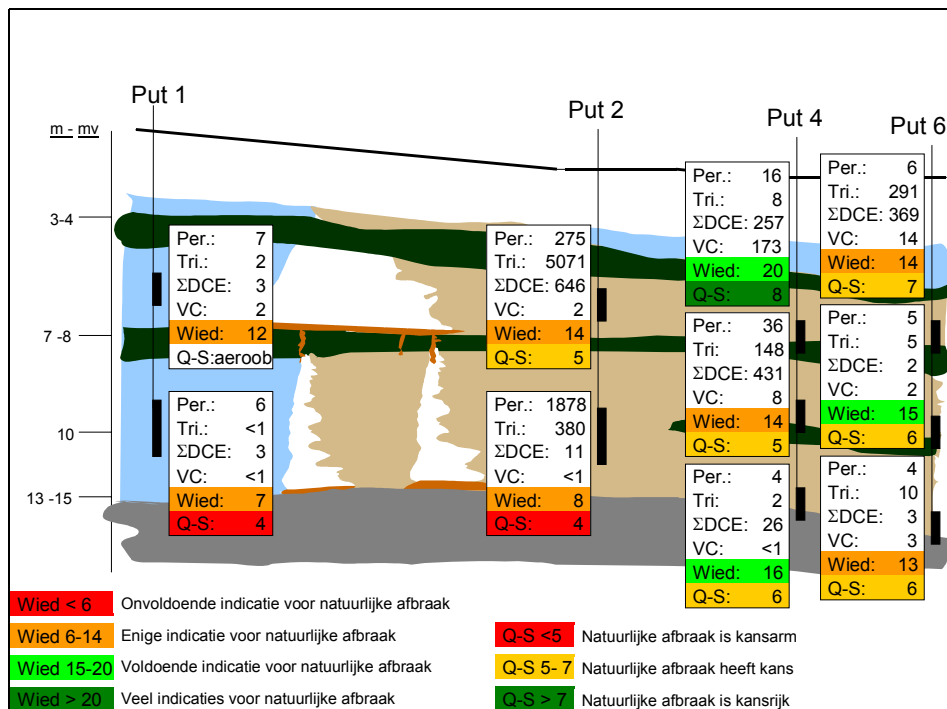 Put 1
Put 2
Put 4
Put 6
m - mv
3-4
7 -8
10
13 -15
Per.: 7
Tri.: 2
ΣDCE: 3
VC: 2
Wied: 12
Q-S:aeroob
Per.: 6
Tri.: <1
ΣDCE: 3
VC: <1
Wied: 7
Q-S: 4
Per.: 275
Tri.: 5071
ΣDCE: 646
VC: 2
Wied: 14
Q-S: 5
Per.: 1878
Tri.: 380
ΣDCE: 11
VC: <1
Wied: 8
Q-S: 4
Per.: 16
Tri.: 8
ΣDCE: 257
VC: 173
Wied: 20
Q-S: 8
Per.: 36
Tri: 148
ΣDCE: 431
VC: 8
Wied: 14
Q-S: 5
Per.: 4
Tri: 2
ΣDCE: 26
VC: <1
Wied: 16
Q-S: 6
Per.: 6
Tri.: 291
ΣDCE: 369
VC: 14
Wied: 14
Q-S: 7
Per.: 5
Tri.: 5
ΣDCE: 2
VC: 2
Wied: 15
Q-S: 6
Per.: 4
Tri.: 10
ΣDCE: 3
VC: 3
Wied: 13
Q-S: 6
Wied < 6 Onvoldoende indicatie voor natuurlijke afbraak
Wied 6-14 Enige indicatie voor natuurlijke afbraak
Wied 15-20 Voldoende indicatie voor natuurlijke afbraak
Wied > 20 Veel indicaties voor natuurlijke afbraak
Q-S <5 Natuurlijke afbraak is kansarm
Q-S 5- 7 Natuurlijke afbraak heeft kans
Q-S > 7 Natuurlijke afbraak is kansrijk